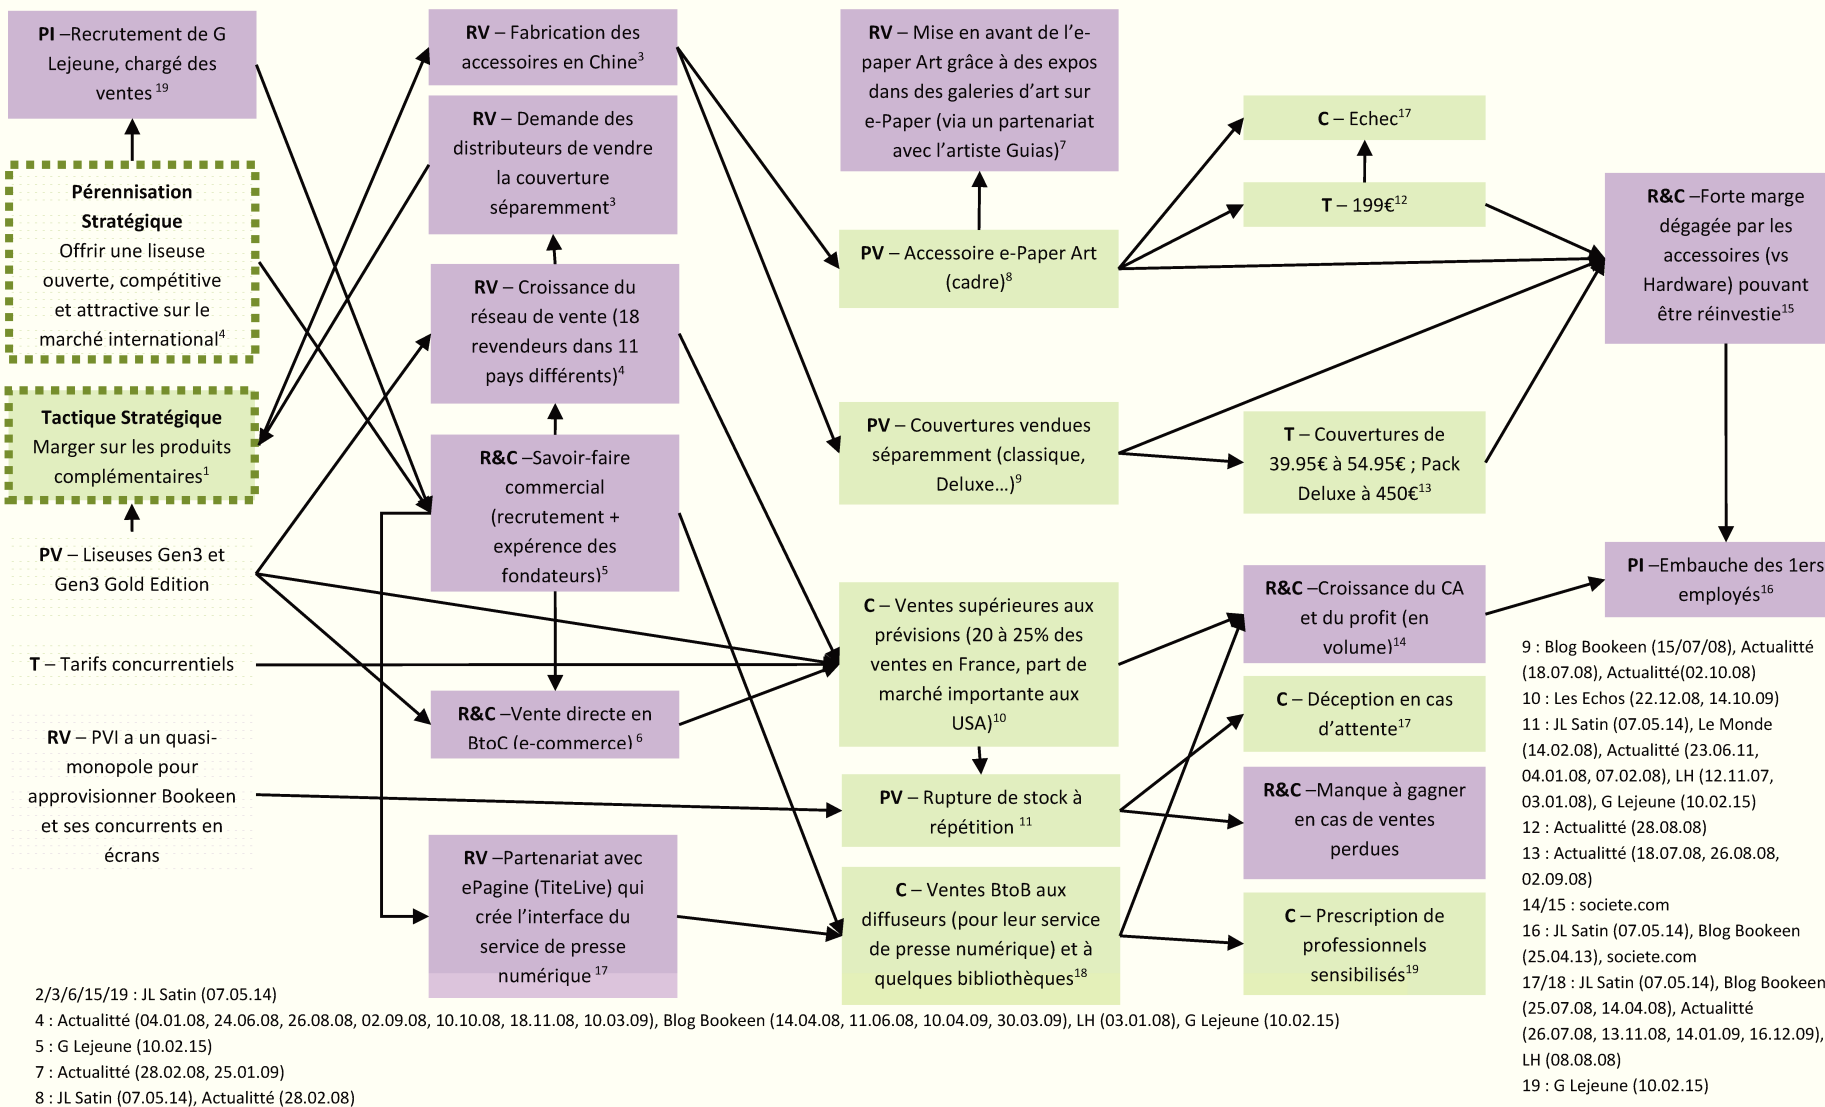 PI –Recrutement de G
Lejeune, chargé des
ventes 19
Pérennisation
Stratégique
Offrir une liseuse
ouverte, compétitive
et attractive sur le
marché international4
Tactique Stratégique
Marger sur les produits
complémentaires1
PV – Liseuses Gen3 et
Gen3 Gold Edition
T – Tarifs concurrentiels
RV – PVI a un quasi-
monopole pour
approvisionner Bookeen
et ses concurrents en
écrans
RV – Fabrication des
accessoires en Chine3
RV – Demande des
distributeurs de vendre
la couverture
séparemment3
RV – Croissance du
réseau de vente (18
revendeurs dans 11
pays différents)4
R&C –Savoir-faire
commercial
(recrutement +
expérence des
fondateurs)5
R&C –Vente directe en
BtoC (e-commerce) 6
RV –Partenariat avec
ePagine (TiteLive) qui
crée l’interface du
service de presse
numérique 17
RV – Mise en avant de l’e-
paper Art grâce à des expos
dans des galeries d’art sur
e-Paper (via un partenariat
avec l’artiste Guias)7
PV – Accessoire e-Paper Art
(cadre)8
PV – Couvertures vendues
séparemment (classique,
Deluxe…)9
C – Ventes supérieures aux
prévisions (20 à 25% des
ventes en France, part de
marché importante aux
USA)10
PV – Rupture de stock à
répétition 11
C – Ventes BtoB aux
diffuseurs (pour leur service
de presse numérique) et à
quelques bibliothèques18
C – Echec17
T – 199€12
T – Couvertures de
39.95€ à 54.95€ ; Pack
Deluxe à 450€13
R&C –Croissance du CA
et du profit (en
volume)14
C – Déception en cas
d’attente17
R&C –Manque à gagner
en cas de ventes
perdues
C – Prescription de
professionnels
sensibilisés19
R&C –Forte marge
dégagée par les
accessoires (vs
Hardware) pouvant
être réinvestie15
PI –Embauche des 1ers
employés16
9 : Blog Bookeen (15/07/08), Actualitté
(18.07.08), Actualitté(02.10.08)
10 : Les Echos (22.12.08, 14.10.09)
11 : JL Satin (07.05.14), Le Monde
(14.02.08), Actualitté (23.06.11,
04.01.08, 07.02.08), LH (12.11.07,
03.01.08), G Lejeune (10.02.15)
12 : Actualitté (28.08.08)
13 : Actualitté (18.07.08, 26.08.08,
02.09.08)
14/15 : societe.com
16 : JL Satin (07.05.14), Blog Bookeen
(25.04.13), societe.com
17/18 : JL Satin (07.05.14), Blog Bookeen
(25.07.08, 14.04.08), Actualitté
(26.07.08, 13.11.08, 14.01.09, 16.12.09),
LH (08.08.08)
19 : G Lejeune (10.02.15)
2/3/6/15/19 : JL Satin (07.05.14)
4 : Actualitté (04.01.08, 24.06.08, 26.08.08, 02.09.08, 10.10.08, 18.11.08, 10.03.09), Blog Bookeen (14.04.08, 11.06.08, 10.04.09, 30.03.09), LH (03.01.08), G Lejeune (10.02.15)
5 : G Lejeune (10.02.15)
7 : Actualitté (28.02.08, 25.01.09)
8 : JL Satin (07.05.14), Actualitté (28.02.08)